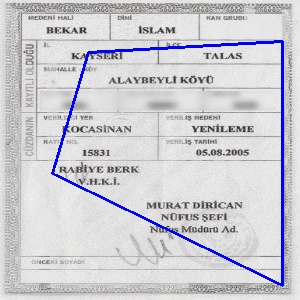 MEDENİ HALİ DİNİ KAN GRUBU
BEKAR İSLAM
İL İLÇE
KAYSERİ TALAS
MAHALLE - KÖY
ALAYBEYLİ KÖYÜ
CÜZDANIN KAYITLI OLDUĞU
VERİLDİĞİ YER VERİLİŞ NEDENİ
KOCASİNAN YENİLEME
KAYIT NO. VERİLİŞ TARİHİ
15831 05.08.2005
RABİYE BERK
V.H.K.İ.
MURAT DİRİCAN
NÜFUS ŞEFİ
Nüfus Müdürü Ad.
ÖNCEKİ SOYADI